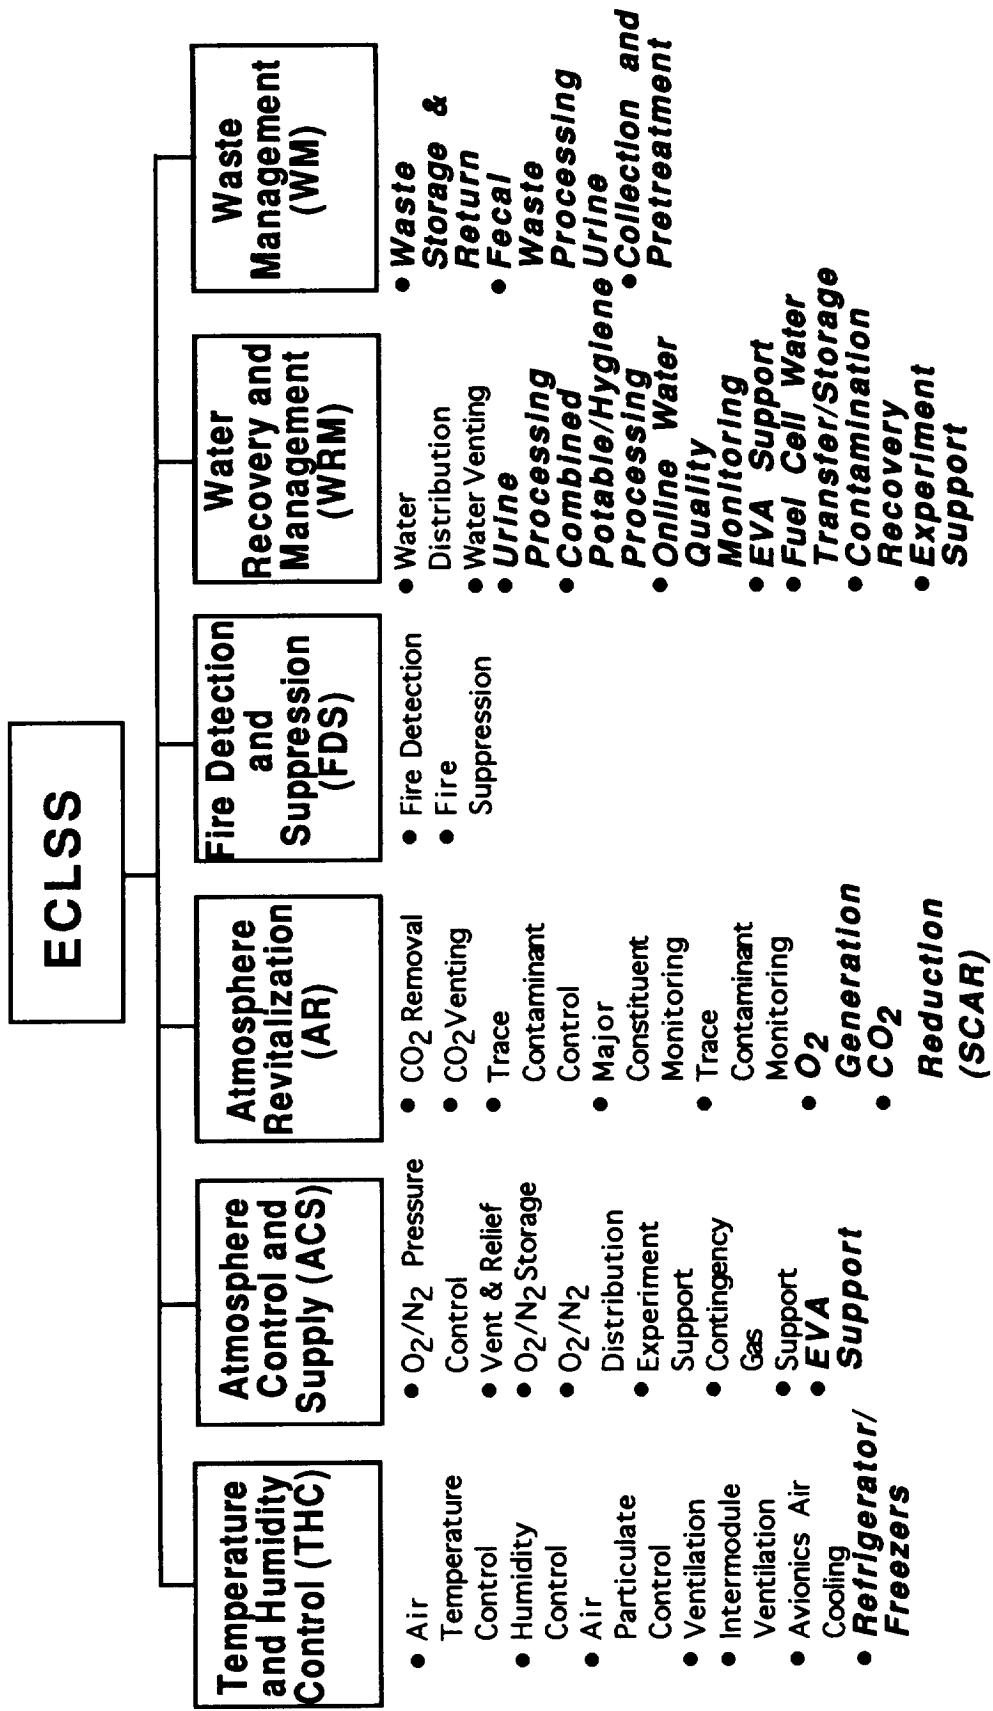 ECLSS
Temperature
and Humidity
Control (THC)
• Air
Temperature
Control
• Humidity
Control
• Air
Particulate
Control
• Ventilation
• Intermodule
Ventilation
• Avionics Air
Cooling
• Refrigerator/
Freezers
Atmosphere
Control and
Supply (ACS)
• O2/N2 Pressure
Control
• Vent & Relief
• O2/N2 Storage
• O2/N2
Distribution
• Experiment
Support
• Contingency
Gas
• Support
• EVA
Support
Atmosphere
Revitalization
(AR)
• CO2 Removal
• CO2 Venting
• Trace
Contaminant
Control
• Major
Constituent
Monitoring
• Trace
Contaminant
Monitoring
• O2
Generation
• CO2
Reduction
(SCAR)
Fire Detection
and
Suppression
(FDS)
• Fire Detection
• Fire
Suppression
Water
Recovery and
Management
(WRM)
• Water
Distribution
• Water Venting
• Urine
Processing
• Combined
Potable/Hygiene
Processing
• Online Water
Quality
Monitoring
• EVA Support
• Fuel Cell Water
Transfer/Storage
• Contamination
Recovery
• Experiment
Support
Waste
Management
(WM)
• Waste
Storage &
Return
• Fecal
Waste
Processing
Urine
• Collection and
Pretreatment